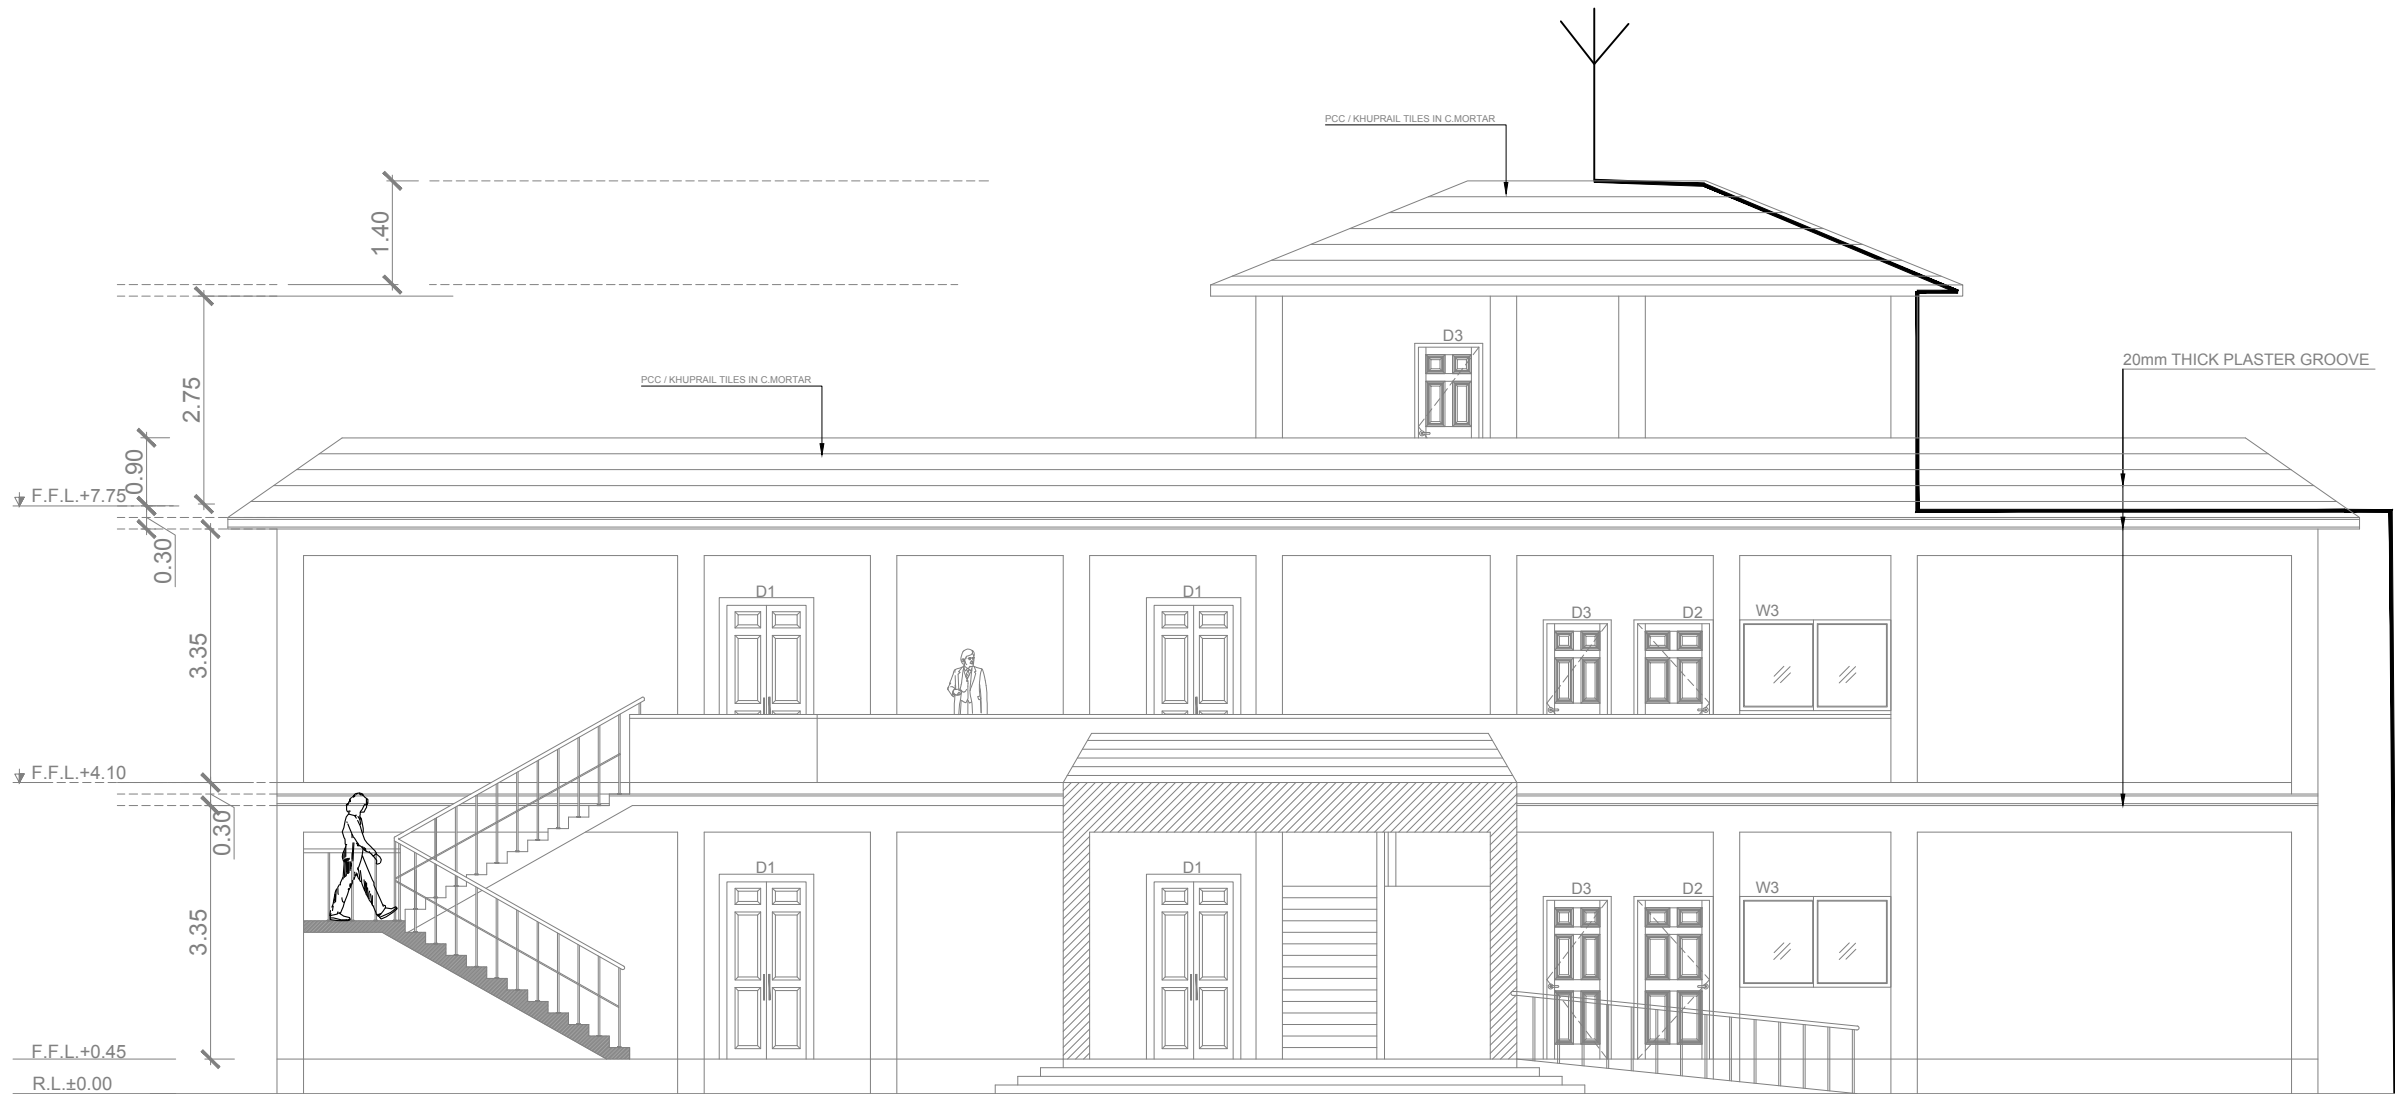 PCC / KHUPRAIL TILES IN C.MORTAR
1.40
D3
20mm THICK PLASTER GROOVE
PCC / KHUPRAIL TILES IN C.MORTAR
2.75
0.90
F.F.L.+7.75
0.30
D1
D1
D3
D2
W3
3.35
F.F.L.+4.10
0.30
D1
D1
D3
D2
W3
3.35
F.F.L.+0.45
R.L.±0.00